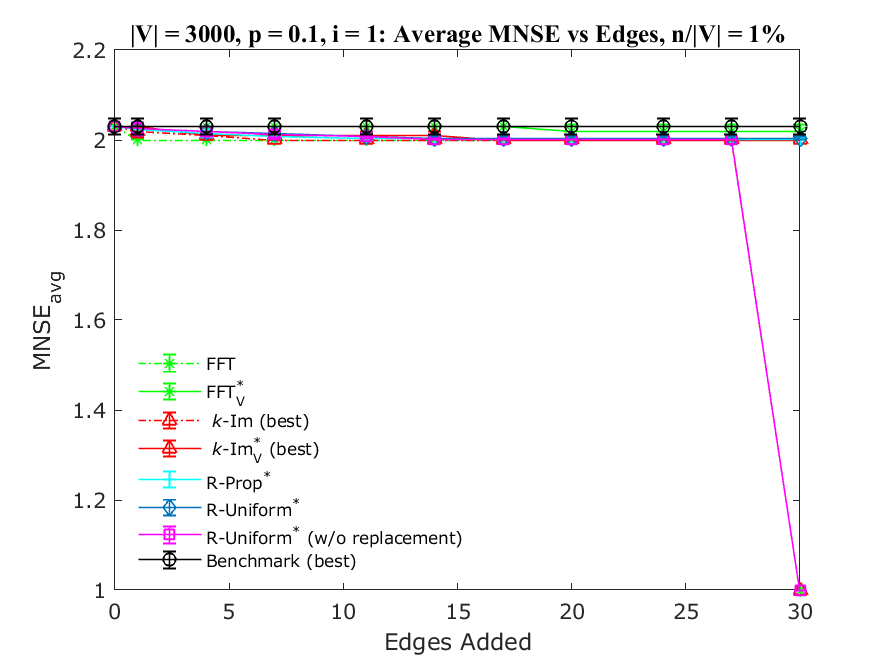 |V| = 3000, p = 0.1, i = 1: Average MNSE vs Edges, n/|V| = 1%
2.2
2
1.8
1.6
1.4
1.2
1
MNSE_avg
FFT
FFT*_V
k-Im (best)
k-Im*_V (best)
R-Prop*
R-Uniform*
R-Uniform* (w/o replacement)
Benchmark (best)
0 5 10 15 20 25 30
Edges Added